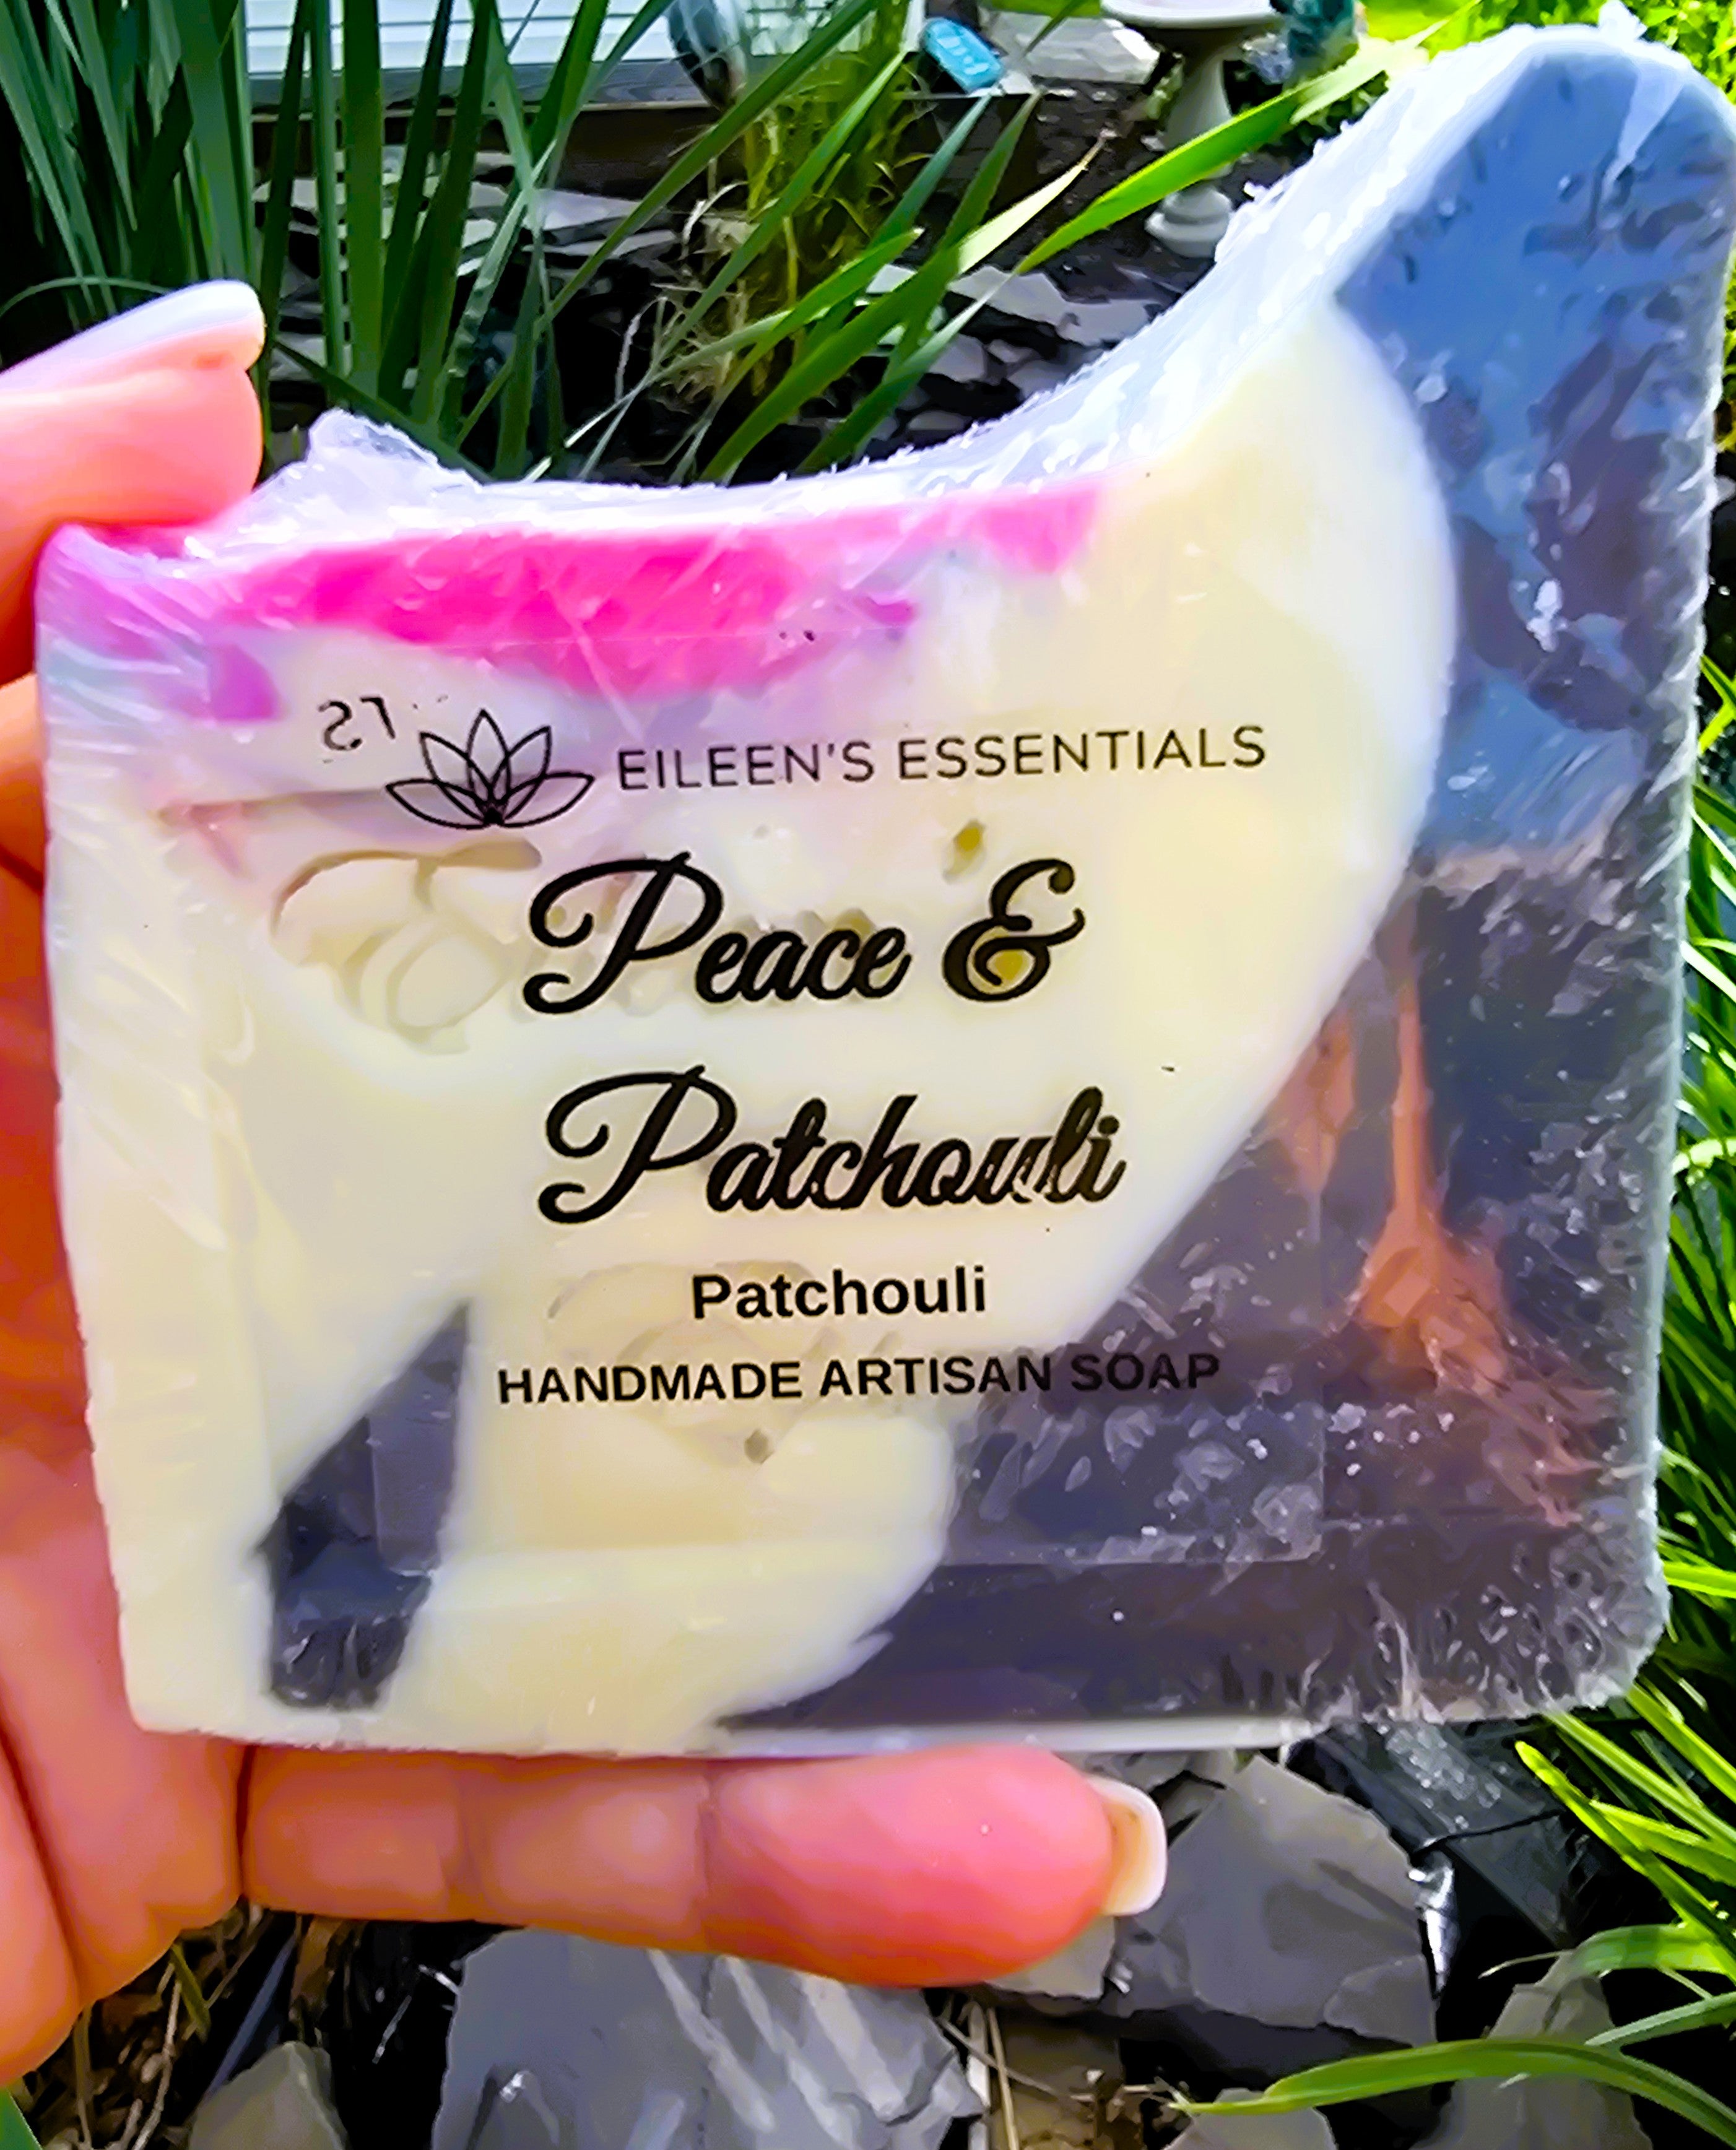 EILEEN'S ESSENTIALS
Peace &
Patchouli
Patchouli
HANDMADE ARTISAN SOAP